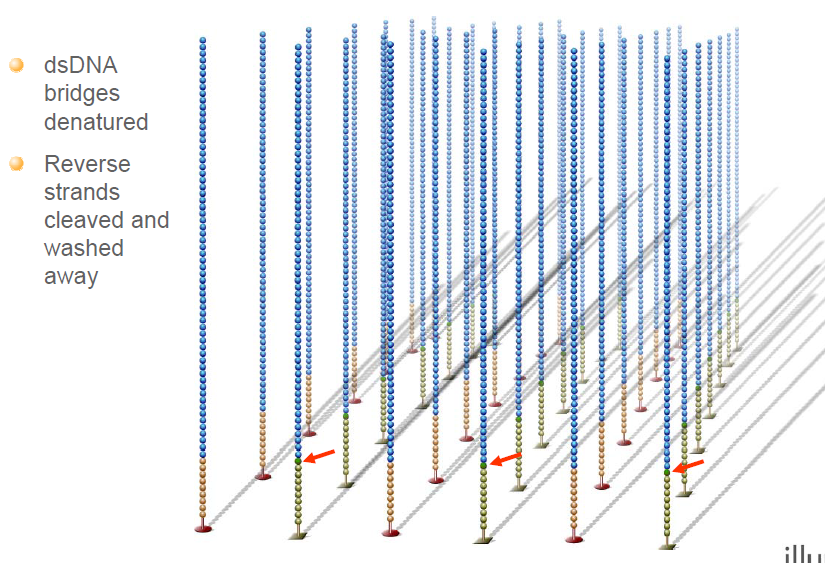 dsDNA
bridges
denatured
Reverse
strands
cleaved and
washed
away